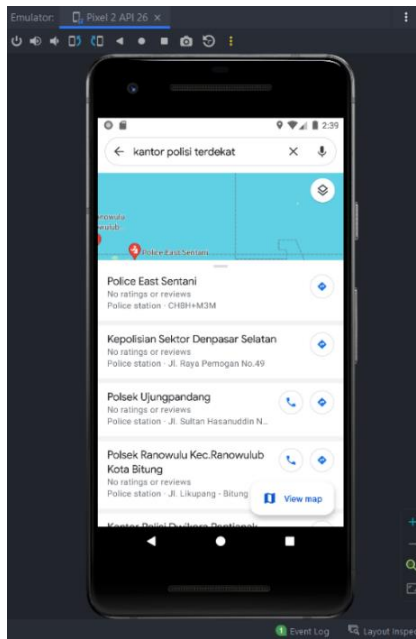 Emulator: Pixel 2 API 26
2:39
kantor polisi terdekat
Police East Sentani
Police East Sentani
No ratings or reviews
Police station · CH8H+M3M
Kepolisian Sektor Denpasar Selatan
No ratings or reviews
Police station · Jl. Raya Pemogan No.49
Polsek Ujungpandang
No ratings or reviews
Police station · Jl. Sultan Hasanuddin N...
Polsek Ranowulu Kec.Ranowulub
Kota Bitung
No ratings or reviews
Police station · Jl. Likupang - Bitung
View map
1 Event Log Layout Inspec